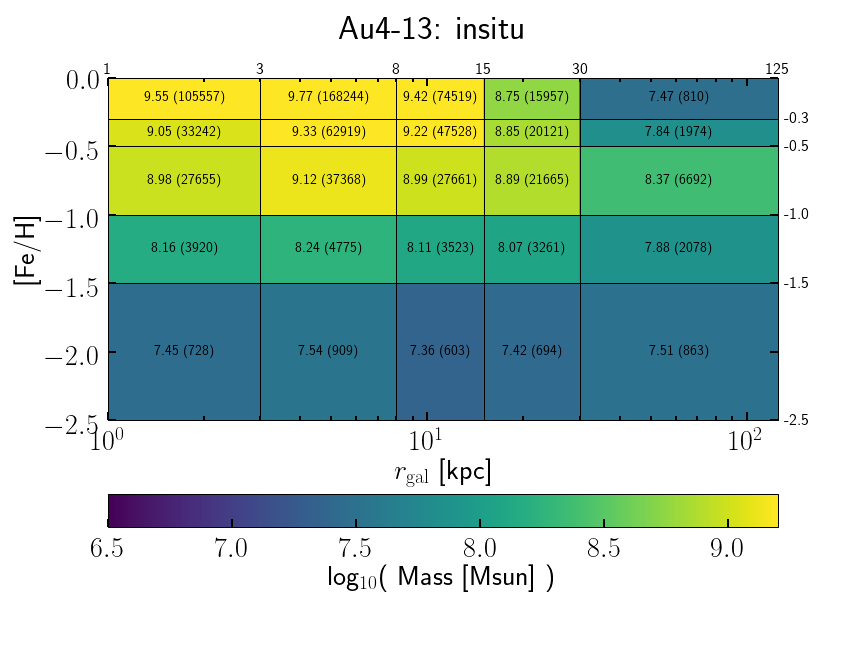 Au4-13: insitu
1 3 8 15 30 125
0.0 9.55 (105557) 9.77 (168244) 9.42 (74519) 8.75 (15957) 7.47 (810)
-0.3
9.05 (33242) 9.33 (62919) 9.22 (47528) 8.85 (20121) 7.84 (1974)
−0.5 -0.5
8.98 (27655) 9.12 (37368) 8.99 (27661) 8.89 (21665) 8.37 (6692)
−1.0 -1.0
[Fe/H]
8.16 (3920) 8.24 (4775) 8.11 (3523) 8.07 (3261) 7.88 (2078)
−1.5 -1.5
−2.0 7.45 (728) 7.54 (909) 7.36 (603) 7.42 (694) 7.51 (863)
−2.5 -2.5
10⁰ 10¹ 10²
r_gal [kpc]
6.5 7.0 7.5 8.0 8.5 9.0
log₁₀( Mass [Msun] )